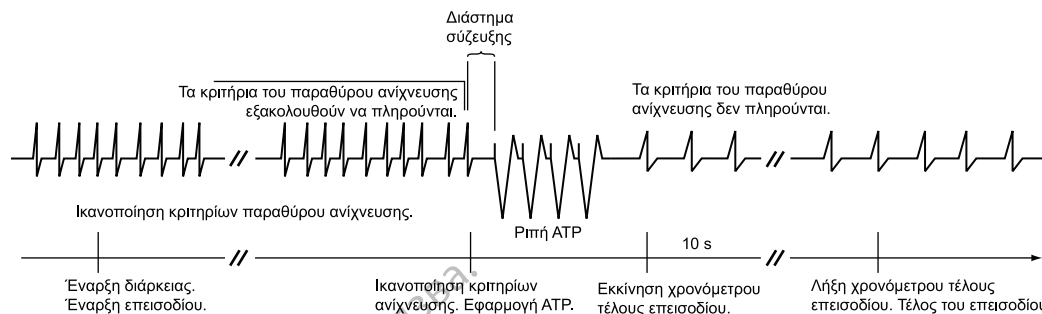 Διάστημα
σύζευξης
Τα κριτήρια του παραθύρου ανίχνευσης
εξακολουθούν να πληρούνται.
Τα κριτήρια του παραθύρου
ανίχνευσης δεν πληρούνται.
Ικανοποίηση κριτηρίων παραθύρου ανίχνευσης.
Ριπή ATP
10 s
Έναρξη διάρκειας.
Έναρξη επεισοδίου.
Ικανοποίηση κριτηρίων
ανίχνευσης. Εφαρμογή ATP.
Εκκίνηση χρονόμετρου
τέλους επεισοδίου.
Λήξη χρονόμετρου τέλους
επεισοδίου. Τέλος του επεισοδίου